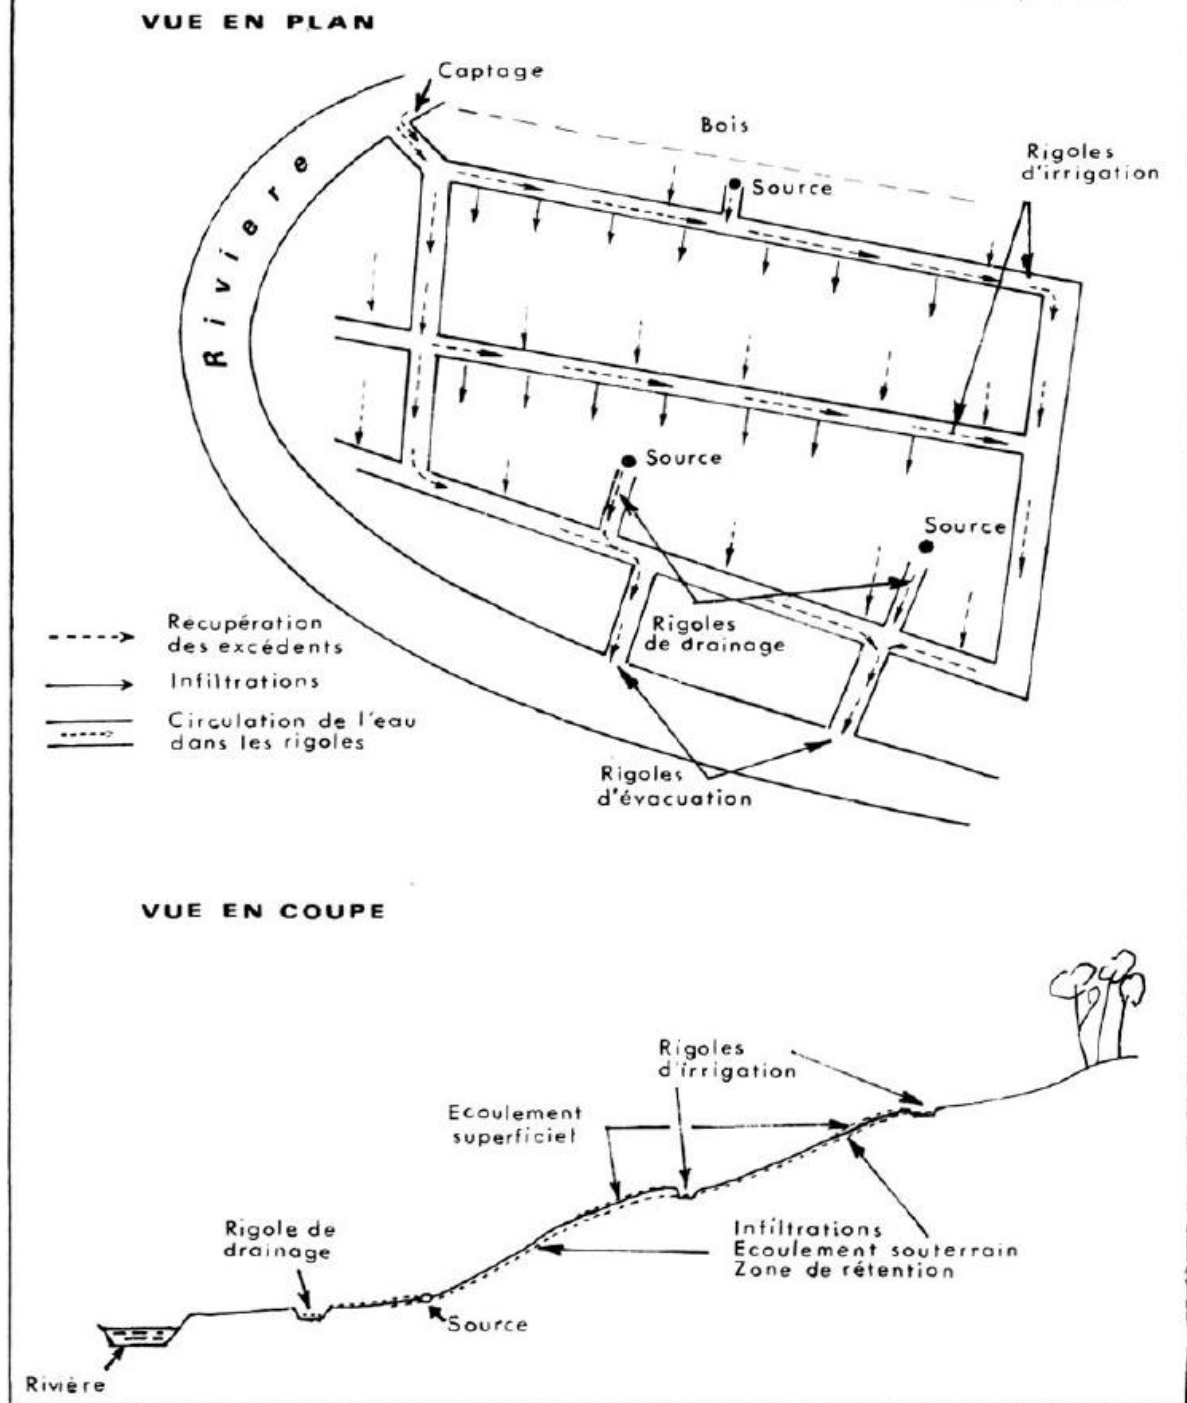 VUE EN PLAN
Captage
Bois
Rigoles
d'irrigation
Source
Rivière
Source
Source
Récupération
des excédents
Rigoles
de drainage
Infiltrations
Circulation de l'eau
dans les rigoles
Rigoles
d'évacuation
VUE EN COUPE
Rigoles
d'irrigation
Ecoulement
superficiel
Rigole de
drainage
Infiltrations
Ecoulement souterrain
Zone de rétention
Source
Rivière